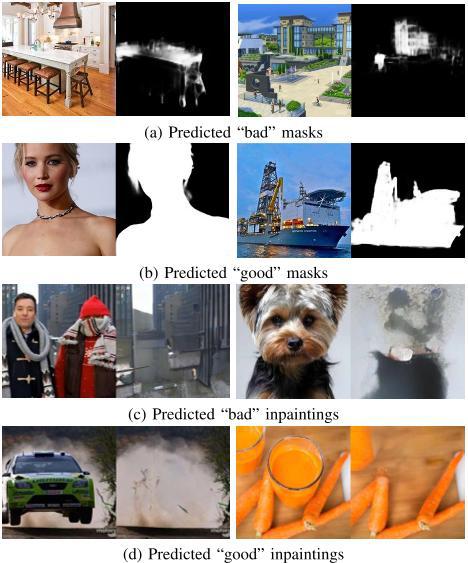 (a) Predicted “bad” masks
(b) Predicted “good” masks
(c) Predicted “bad” inpaintings
(d) Predicted “good” inpaintings